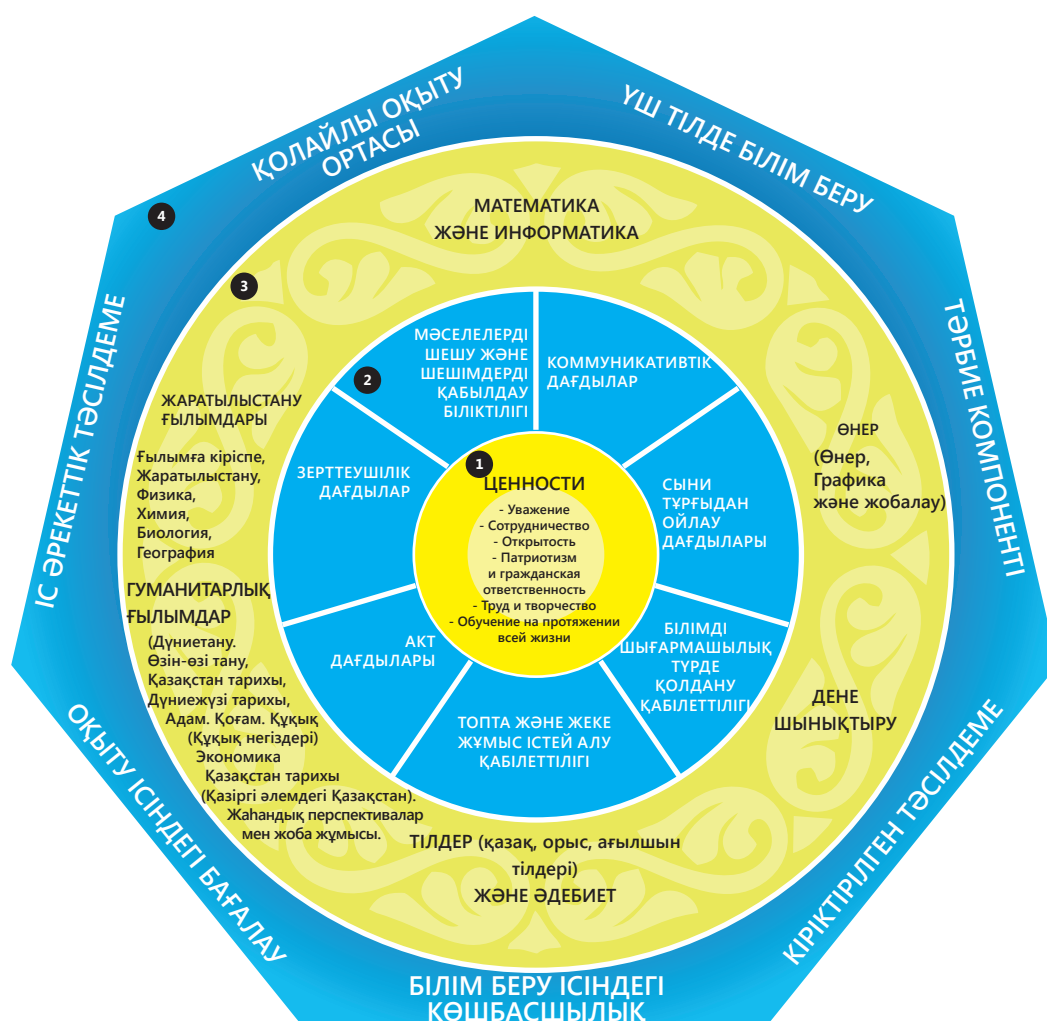 ҚОЛАЙЛЫ ОҚЫТУ
ОРТАСЫ
ҮШ ТІЛДЕ БІЛІМ БЕРУ
ТӘРБИЕ КОМПОНЕНТІ
КІРІКТІРІЛГЕН ТӘСІЛДЕМЕ
БІЛІМ БЕРУ ІСІНДЕГІ
КӨШБАСШЫЛЫҚ
ОҚЫТУ ІСІНДЕГІ БАҒАЛАУ
ІС ӘРЕКЕТТІК ТӘСІЛДЕМЕ
4
3
МАТЕМАТИКА
ЖӘНЕ ИНФОРМАТИКА
ӨНЕР
(Өнер,
Графика
және жобалау)
ДЕНЕ
ШЫНЫҚТЫРУ
ТІЛДЕР (қазақ, орыс, ағылшын
тілдері)
ЖӘНЕ ӘДЕБИЕТ
ЖАРАТЫЛЫСТАНУ
ҒЫЛЫМДАРЫ
Ғылымға кіріспе,
Жаратылыстану,
Физика,
Химия,
Биология,
География
ГУМАНИТАРЛЫҚ
ҒЫЛЫМДАР
(Дүниетану.
Өзін-өзі тану,
Қазақстан тарихы,
Дүниежүзі тарихы,
Адам. Қоғам. Құқық
(Құқық негіздері)
Экономика
Қазақстан тарихы
(Қазіргі әлемдегі Қазақстан).
Жаһандық перспективалар
мен жоба жұмысы.
2
МӘСЕЛЕЛЕРДІ
ШЕШУ ЖӘНЕ
ШЕШІМДЕРДІ
ҚАБЫЛДАУ
БІЛІКТІЛІГІ
КОММУНИКАТИВТІК
ДАҒДЫЛАР
СЫНИ
ТҰРҒЫДАН
ОЙЛАУ
ДАҒДЫЛАРЫ
БІЛІМДІ
ШЫҒАРМАШЫЛЫҚ
ТҮРДЕ
ҚОЛДАНУ
ҚАБІЛЕТТІЛІГІ
ТОПТА ЖӘНЕ ЖЕКЕ
ЖҰМЫС ІСТЕЙ АЛУ
ҚАБІЛЕТТІЛІГІ
АКТ
ДАҒДЫЛАРЫ
ЗЕРТТЕУШІЛІК
ДАҒДЫЛАР
1
ЦЕННОСТИ
- Уважение
- Сотрудничество
- Открытость
- Патриотизм
и гражданская
ответственность
- Труд и творчество
- Обучение на протяжении
всей жизни